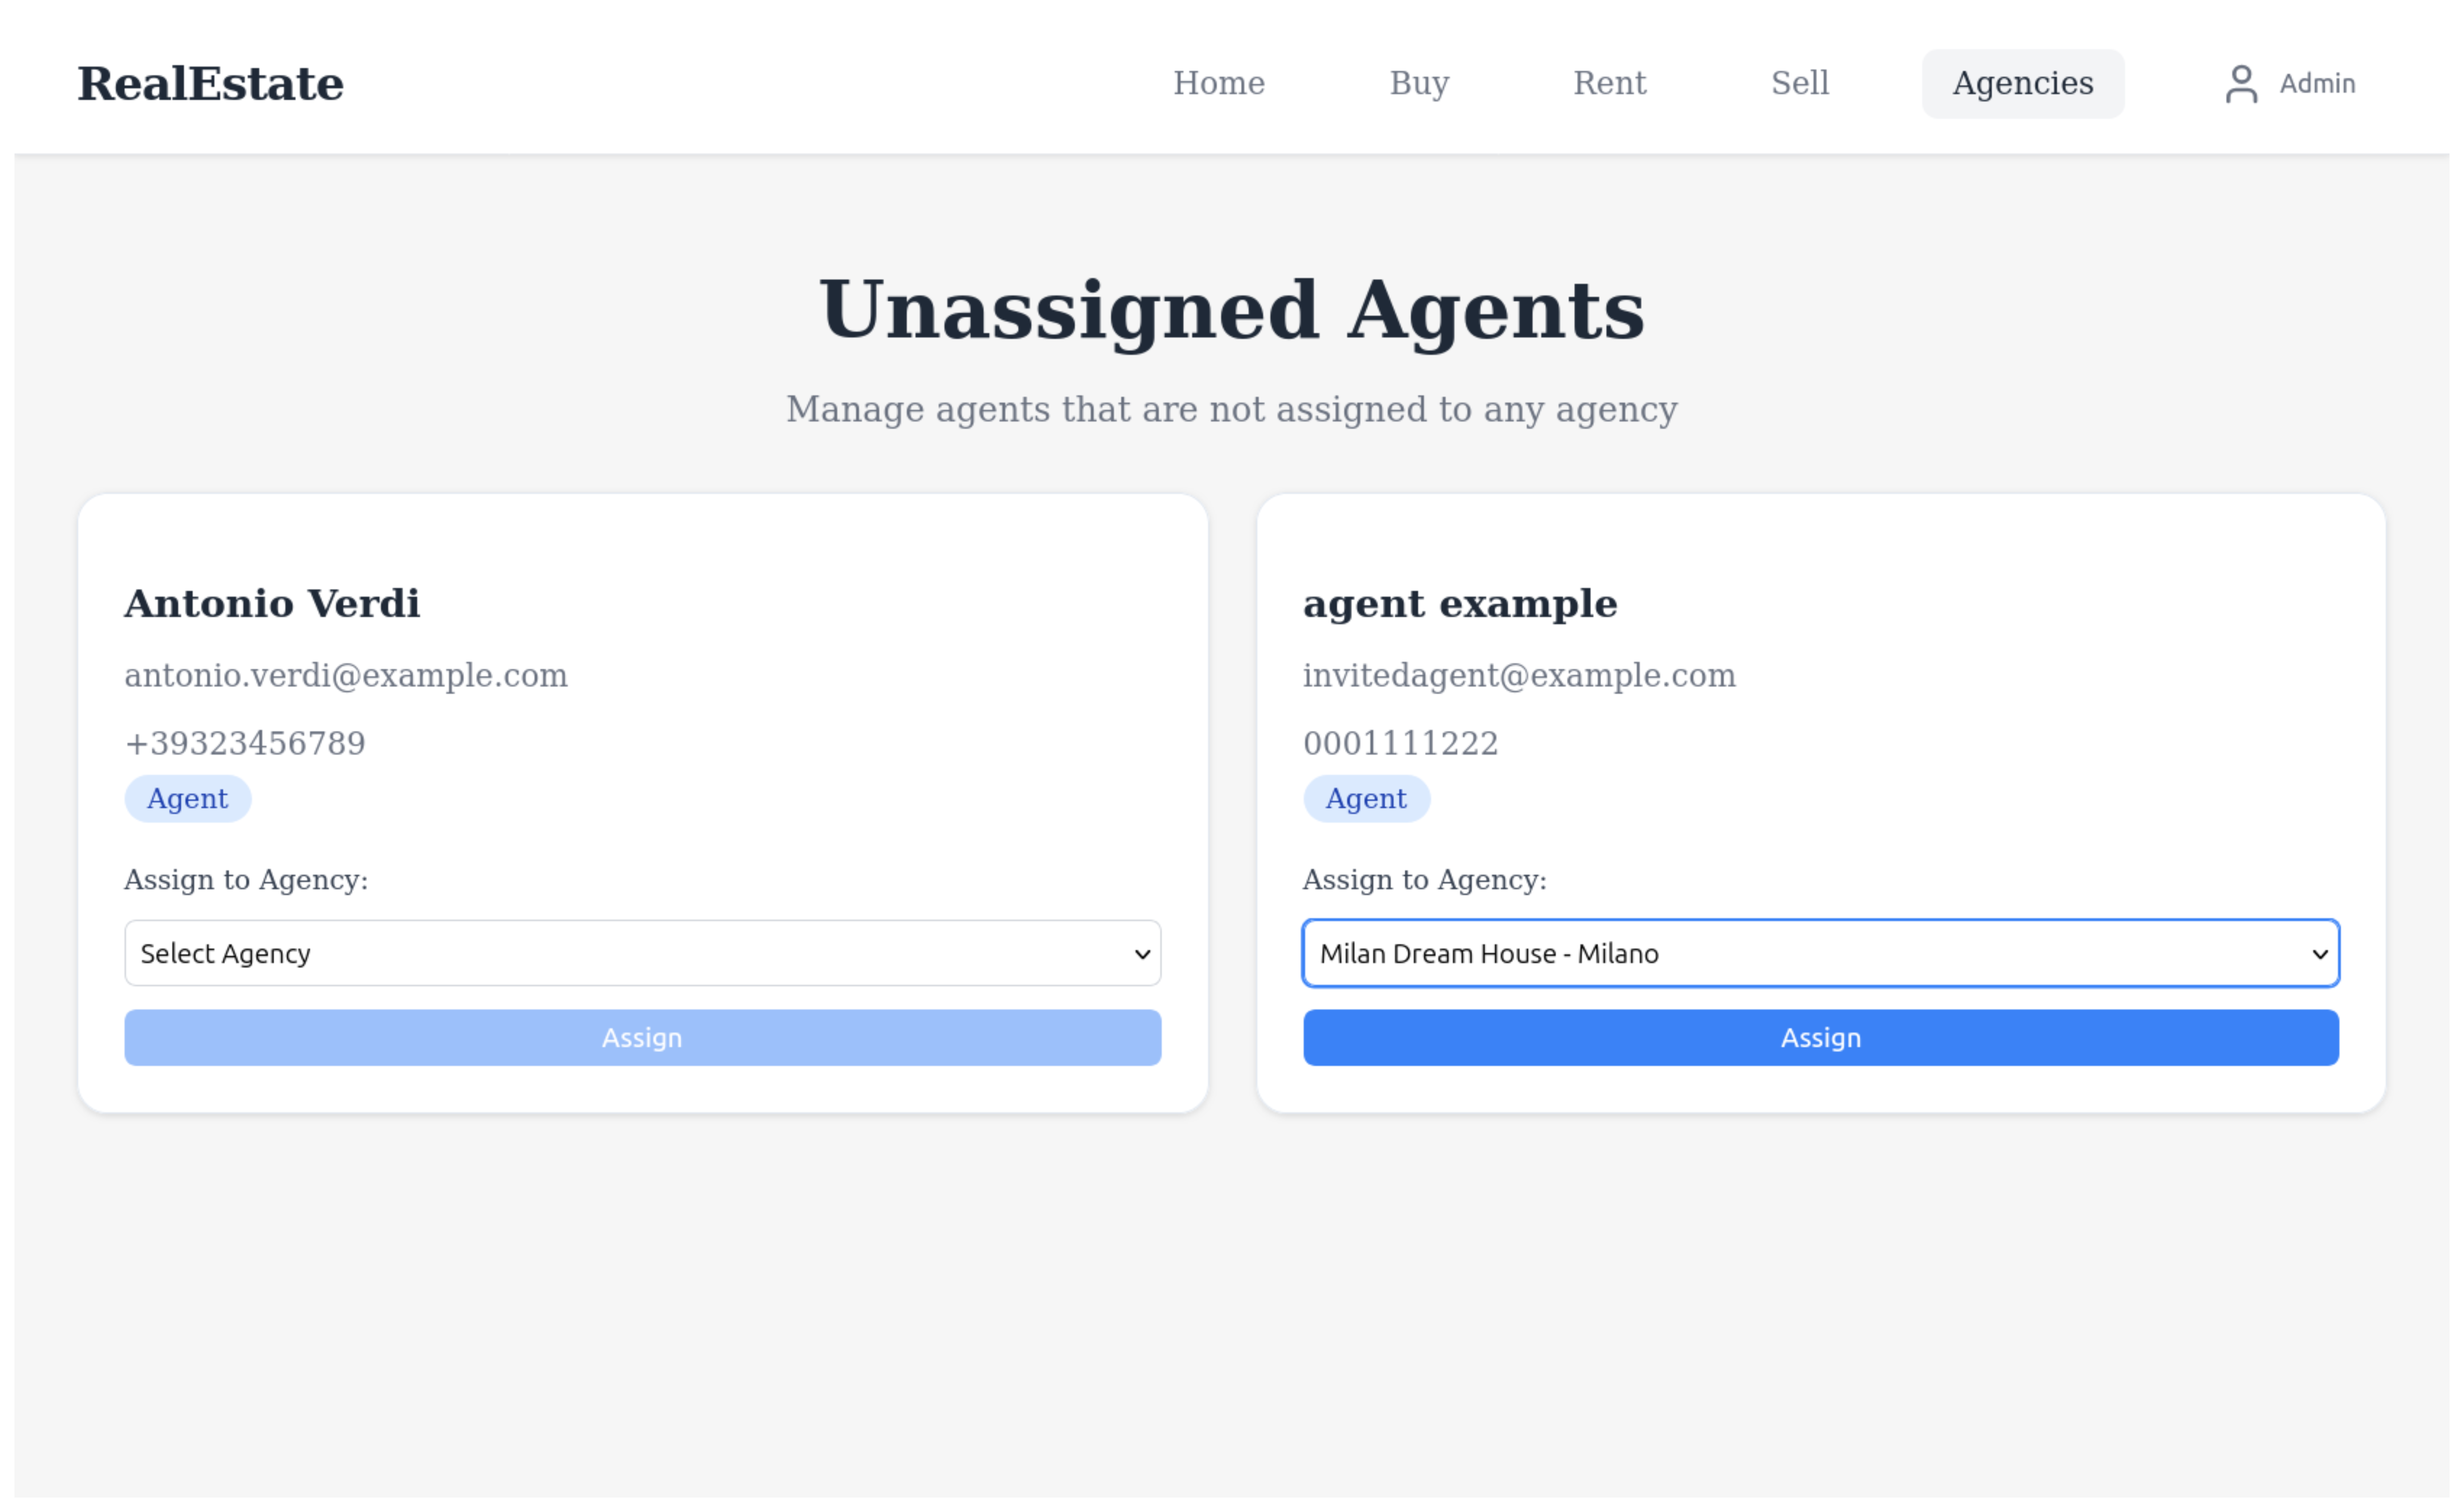 RealEstate
Home Buy Rent Sell Agencies Admin
Unassigned Agents
Manage agents that are not assigned to any agency
Antonio Verdi
antonio.verdi@example.com
+39323456789
Agent
Assign to Agency:
Select Agency
Assign
agent example
invitedagent@example.com
0001111222
Agent
Assign to Agency:
Milan Dream House - Milano
Assign